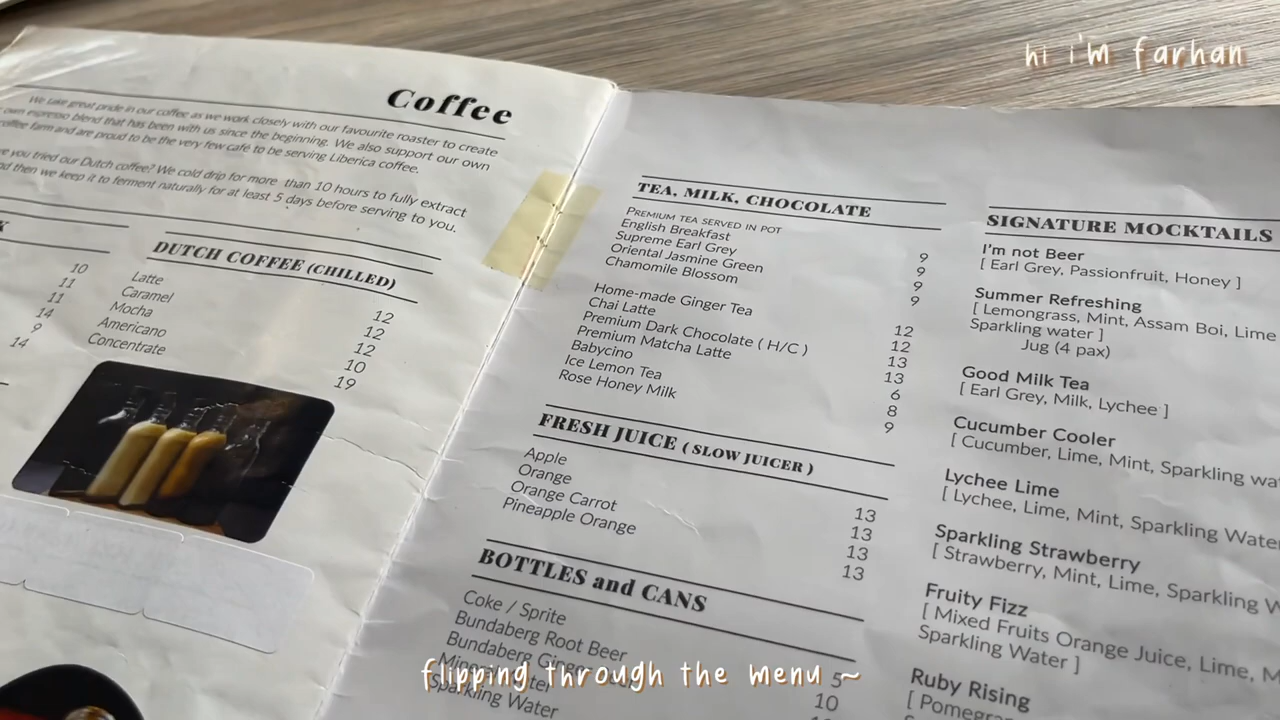 hi i'm farhan
Coffee
We take great pride in our coffee as we work closely with our favourite roaster to create
own espresso blend that has been with us since the beginning. We also support our own
coffee farm and are proud to be the very few café to be serving Liberica coffee.
you tried our Dutch coffee? We cold drip for more than 10 hours to fully extract
then we keep it to ferment naturally for at least 5 days before serving to you.
10
11
11
14
9
14
DUTCH COFFEE (CHILLED)
Latte 12
Caramel 12
Mocha 12
Americano 10
Concentrate 19
TEA, MILK, CHOCOLATE
PREMIUM TEA SERVED IN POT
English Breakfast 9
Supreme Earl Grey 9
Oriental Jasmine Green 9
Chamomile Blossom 9
Home-made Ginger Tea 12
Chai Latte 12
Premium Dark Chocolate ( H/C ) 13
Premium Matcha Latte 13
Babycino 6
Ice Lemon Tea 8
Rose Honey Milk 9
FRESH JUICE ( SLOW JUICER )
Apple 13
Orange 13
Orange Carrot 13
Pineapple Orange 13
BOTTLES and CANS
Coke / Sprite 5
Bundaberg Root Beer 10
Bundaberg Ginger
Sparkling Water
SIGNATURE MOCKTAILS
I'm not Beer
[ Earl Grey, Passionfruit, Honey ]
Summer Refreshing
[ Lemongrass, Mint, Assam Boi, Lime
Sparkling water ]
Jug (4 pax)
Good Milk Tea
[ Earl Grey, Milk, Lychee ]
Cucumber Cooler
[ Cucumber, Lime, Mint, Sparkling
Lychee Lime
[ Lychee, Lime, Mint, Sparkling Water
Sparkling Strawberry
[ Strawberry, Mint, Lime, Sparkling
Fruity Fizz
[ Mixed Fruits Orange Juice, Lime,
Sparkling Water ]
Ruby Rising
flipping through the menu ~